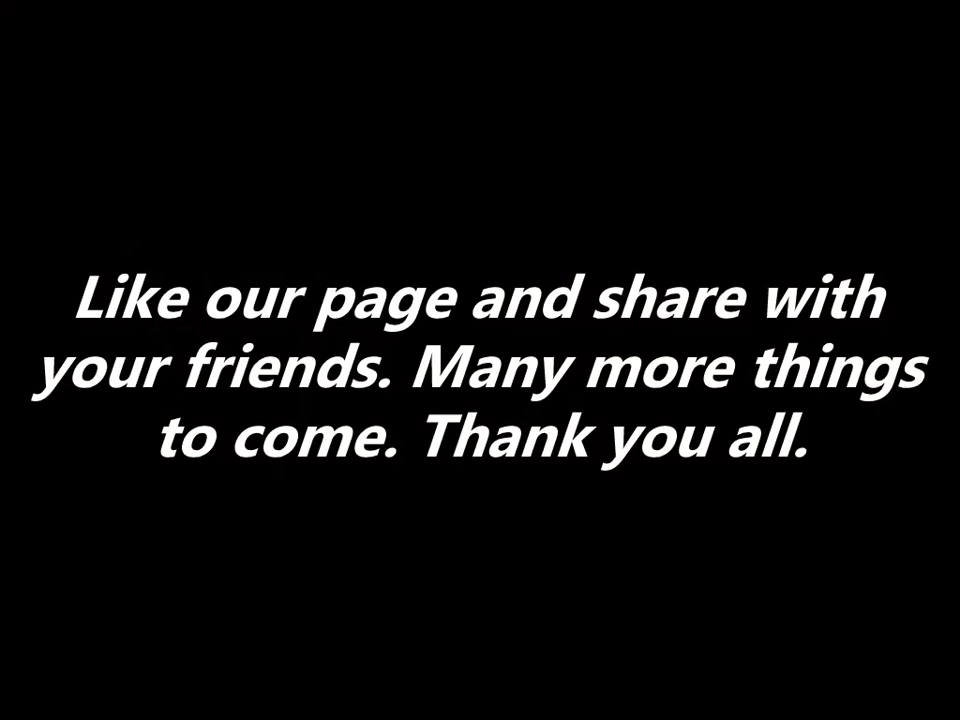 Like our page and share with
your friends. Many more things
to come. Thank you all.